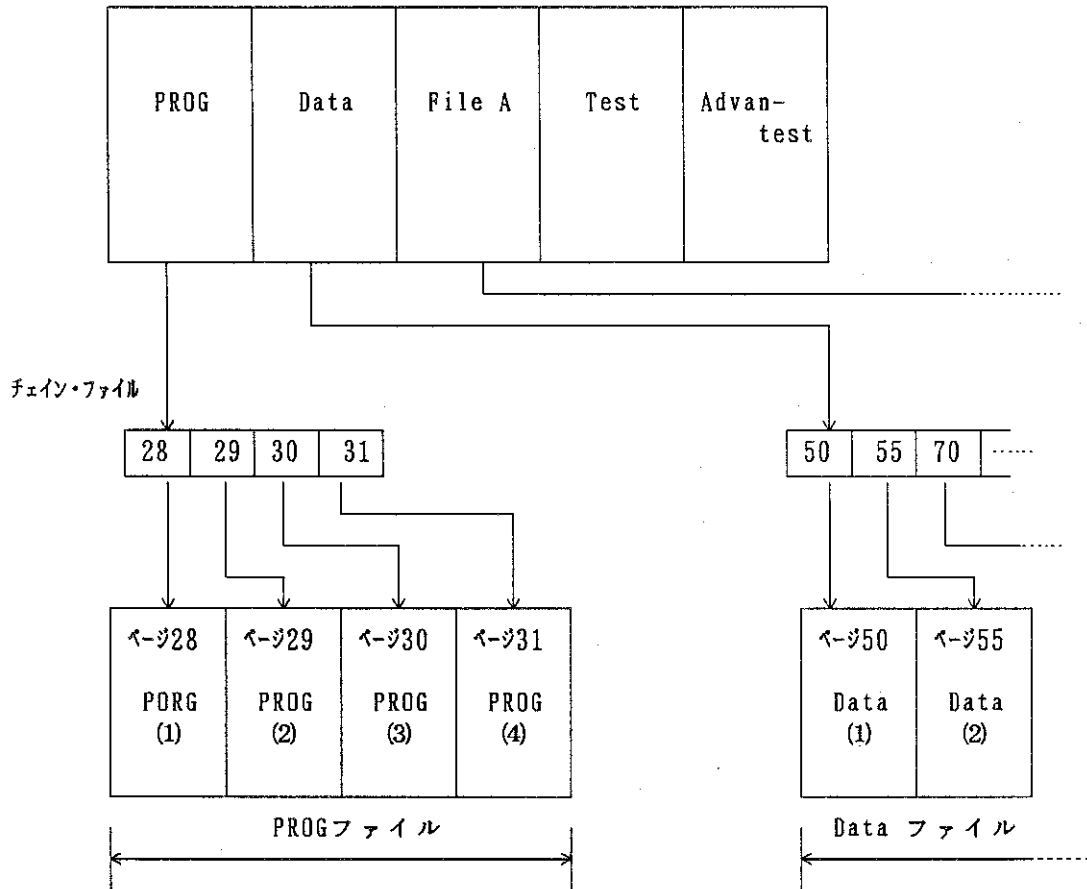 PROG Data File A Test Advan-
test
チェイン・ファイル
28 29 30 31 50 55 70 ……
ページ28 ページ29 ページ30 ページ31 ページ50 ページ55
PORG PROG PROG PROG Data Data
(1) (2) (3) (4) (1) (2)
PROGファイル Data ファイル